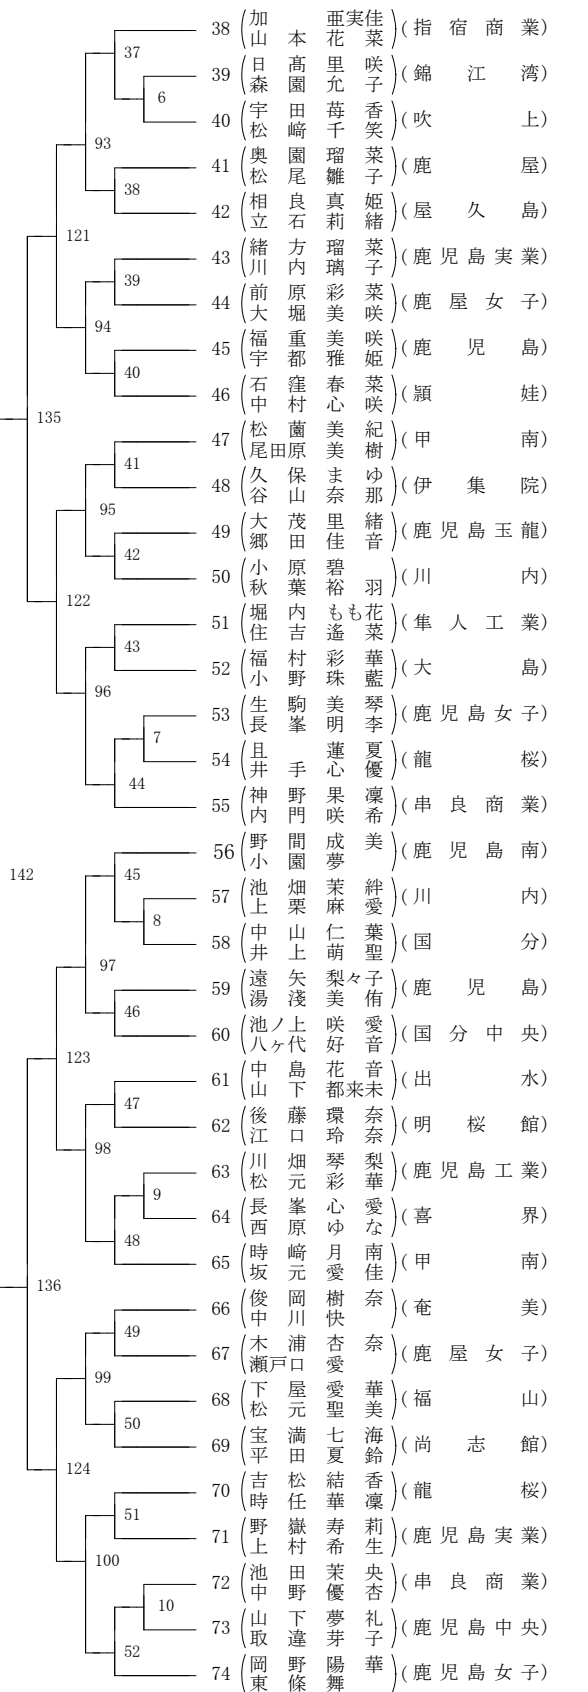 38 (加 亜実佳 (指宿商業)
山本花菜)
39 (日髙里咲 (錦江湾)
森園允子)
40 (宇田苺香 (吹上)
松﨑千笑)
41 (奥園瑠菜 (鹿屋)
松尾雛子)
42 (相良真姫 (屋久島)
立石莉緒)
43 (緒方瑠菜 (鹿児島実業)
川内璃子)
44 (前原彩菜 (鹿屋女子)
大堀美咲)
45 (福重美咲 (鹿児島)
宇都雅姫)
46 (石窪春菜 (頴娃)
中村心咲)
47 (松薗美紀 (甲南)
尾田原美樹)
48 (久保まゆ (伊集院)
谷山奈那)
49 (大茂里緒 (鹿児島玉龍)
郷田佳音)
50 (小原碧 (川内)
秋葉裕羽)
51 (堀内もも花 (隼人工業)
住吉遙菜)
52 (福村彩華 (大島)
小野珠藍)
53 (生駒美琴 (鹿児島女子)
長峯明李)
54 (且 蓮夏 (龍桜)
井手心優)
55 (神野果凜 (串良商業)
内門咲希)
56 (野間成美 (鹿児島南)
小園夢)
57 (池畑茉絆 (川内)
上栗麻愛)
58 (中山仁葉 (国分)
井上萌聖)
59 (遠矢梨々子 (鹿児島)
湯淺美侑)
60 (池ノ上咲愛 (国分中央)
八ヶ代好音)
61 (中島花音 (出水)
山下都来未)
62 (後藤環奈 (明桜館)
江口玲奈)
63 (川畑琴梨 (鹿児島工業)
松元彩華)
64 (長峯心愛 (喜界)
西原ゆな)
65 (時﨑月南 (甲南)
坂元愛佳)
66 (俊岡樹奈 (奄美)
中川快)
67 (木浦杏奈 (鹿屋女子)
瀬戸口愛)
68 (下屋愛華 (福山)
松元聖美)
69 (宝満七海 (尚志館)
平田夏鈴)
70 (吉松結香 (龍桜)
時任華凜)
71 (野嶽寿莉 (鹿児島実業)
上村希生)
72 (池田茉央 (串良商業)
中野優杏)
73 (山下夢礼 (鹿児島中央)
取違芽子)
74 (岡野陽華 (鹿児島女子)
東條舞)
37
6
93
38
121
39
94
40
135
41
95
42
122
43
96
7
44
142
45
8
97
46
123
47
98
9
48
136
49
99
50
124
51
100
10
52